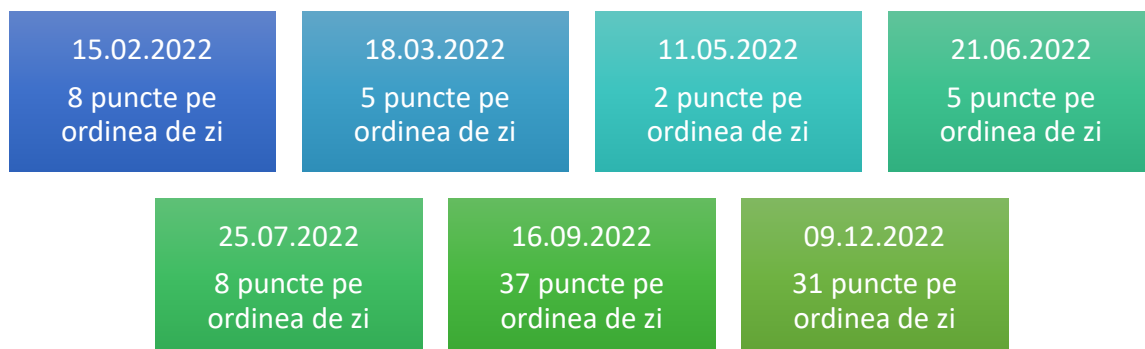 15.02.2022
8 puncte pe
ordinea de zi
18.03.2022
5 puncte pe
ordinea de zi
11.05.2022
2 puncte pe
ordinea de zi
21.06.2022
5 puncte pe
ordinea de zi
25.07.2022
8 puncte pe
ordinea de zi
16.09.2022
37 puncte pe
ordinea de zi
09.12.2022
31 puncte pe
ordinea de zi